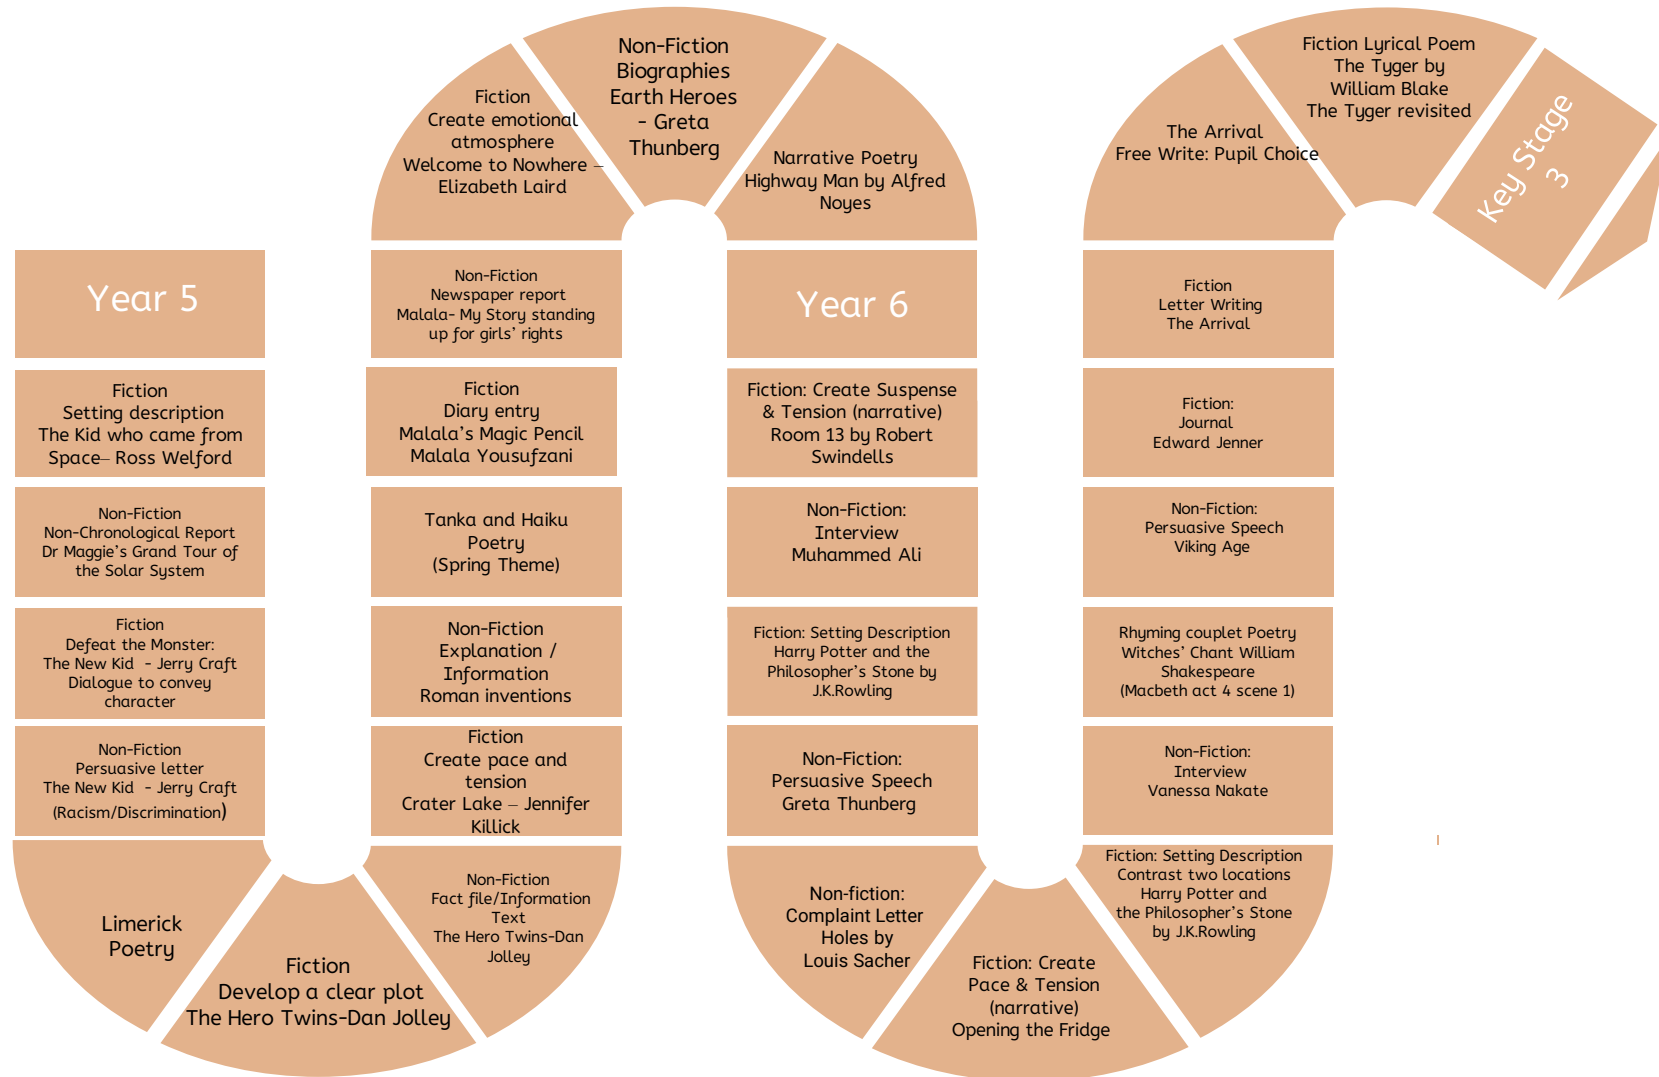 Year 5
Fiction
Setting description
The Kid who came from
Space– Ross Welford
Non-Fiction
Non-Chronological Report
Dr Maggie's Grand Tour of
the Solar System
Fiction
Defeat the Monster:
The New Kid - Jerry Craft
Dialogue to convey
character
Non-Fiction
Persuasive letter
The New Kid - Jerry Craft
(Racism/Discrimination)
Limerick
Poetry
Fiction
Develop a clear plot
The Hero Twins-Dan Jolley
Non-Fiction
Fact file/Information
Text
The Hero Twins-Dan
Jolley
Fiction
Create pace and
tension
Crater Lake – Jennifer
Killick
Non-Fiction
Explanation /
Information
Roman inventions
Tanka and Haiku
Poetry
(Spring Theme)
Fiction
Diary entry
Malala's Magic Pencil
Malala Yousufzani
Non-Fiction
Newspaper report
Malala- My Story standing
up for girls' rights
Fiction
Create emotional
atmosphere
Welcome to Nowhere –
Elizabeth Laird
Non-Fiction
Biographies
Earth Heroes
- Greta
Thunberg
Narrative Poetry
Highway Man by Alfred
Noyes
Year 6
Fiction: Create Suspense
& Tension (narrative)
Room 13 by Robert
Swindells
Non-Fiction:
Interview
Muhammed Ali
Fiction: Setting Description
Harry Potter and the
Philosopher's Stone by
J.K.Rowling
Non-Fiction:
Persuasive Speech
Greta Thunberg
Non-fiction:
Complaint Letter
Holes by
Louis Sacher
Fiction: Create
Pace & Tension
(narrative)
Opening the Fridge
Fiction: Setting Description
Contrast two locations
Harry Potter and
the Philosopher's Stone
by J.K.Rowling
Non-Fiction:
Interview
Vanessa Nakate
Rhyming couplet Poetry
Witches' Chant William
Shakespeare
(Macbeth act 4 scene 1)
Non-Fiction:
Persuasive Speech
Viking Age
Fiction:
Journal
Edward Jenner
Fiction
Letter Writing
The Arrival
The Arrival
Free Write: Pupil Choice
Fiction Lyrical Poem
The Tyger by
William Blake
The Tyger revisited
Key Stage
3